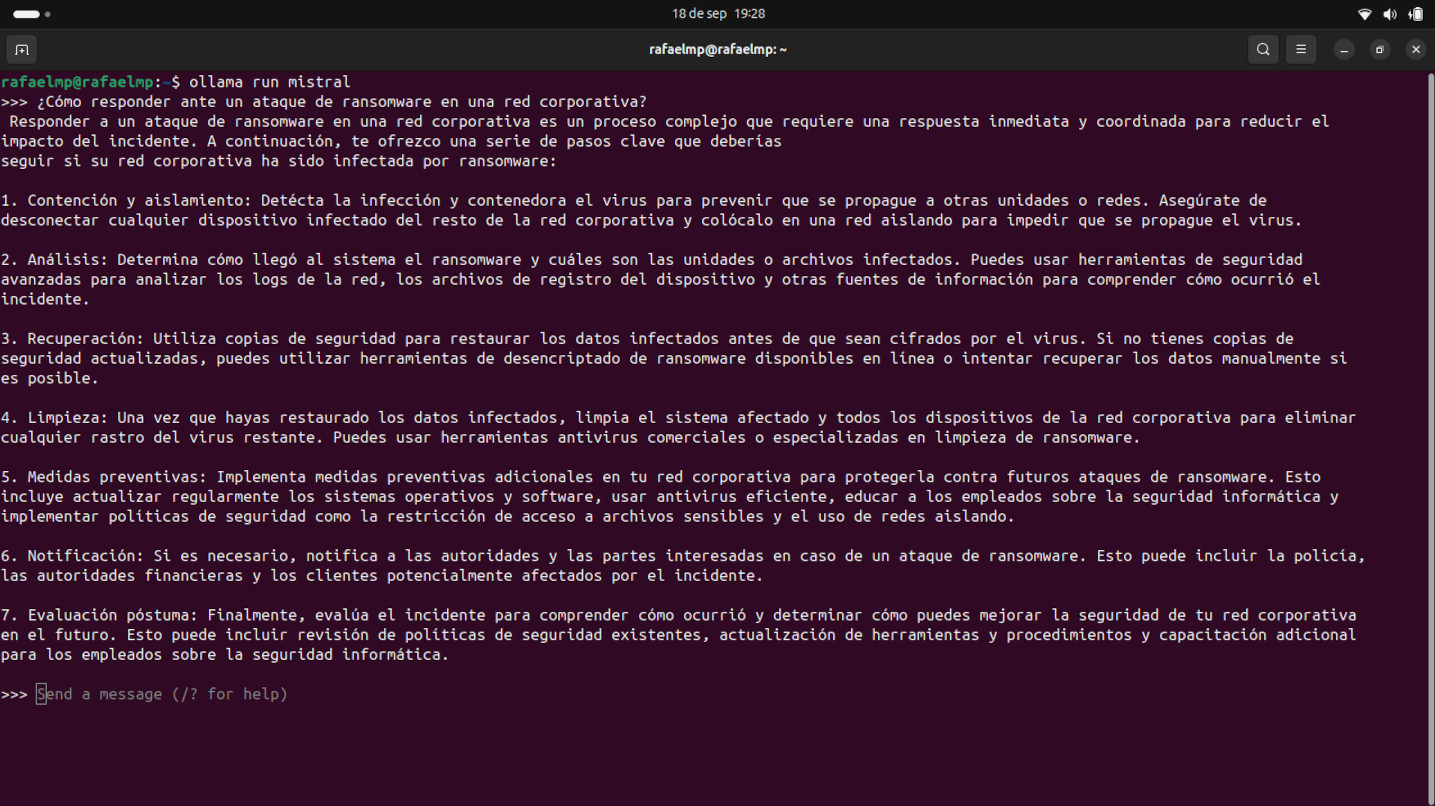 18 de sep 19:28
rafaelmp@rafaelmp: ~
rafaelmp@rafaelmp:~$ ollama run mistral
>>> ¿Cómo responder ante un ataque de ransomware en una red corporativa?
Responder a un ataque de ransomware en una red corporativa es un proceso complejo que requiere una respuesta inmediata y coordinada para reducir el
impacto del incidente. A continuación, te ofrezco una serie de pasos clave que deberías
seguir si su red corporativa ha sido infectada por ransomware:
1. Contención y aislamiento: Detécta la infección y contenedora el virus para prevenir que se propague a otras unidades o redes. Asegúrate de
desconectar cualquier dispositivo infectado del resto de la red corporativa y colócalo en una red aislando para impedir que se propague el virus.
2. Análisis: Determina cómo llegó al sistema el ransomware y cuáles son las unidades o archivos infectados. Puedes usar herramientas de seguridad
avanzadas para analizar los logs de la red, los archivos de registro del dispositivo y otras fuentes de información para comprender cómo ocurrió el
incidente.
3. Recuperación: Utiliza copias de seguridad para restaurar los datos infectados antes de que sean cifrados por el virus. Si no tienes copias de
seguridad actualizadas, puedes utilizar herramientas de desencriptado de ransomware disponibles en línea o intentar recuperar los datos manualmente si
es posible.
4. Limpieza: Una vez que hayas restaurado los datos infectados, limpia el sistema afectado y todos los dispositivos de la red corporativa para eliminar
cualquier rastro del virus restante. Puedes usar herramientas antivirus comerciales o especializadas en limpieza de ransomware.
5. Medidas preventivas: Implementa medidas preventivas adicionales en tu red corporativa para protegerla contra futuros ataques de ransomware. Esto
incluye actualizar regularmente los sistemas operativos y software, usar antivirus eficiente, educar a los empleados sobre la seguridad informática y
implementar políticas de seguridad como la restricción de acceso a archivos sensibles y el uso de redes aislando.
6. Notificación: Si es necesario, notifica a las autoridades y las partes interesadas en caso de un ataque de ransomware. Esto puede incluir la policía,
las autoridades financieras y los clientes potencialmente afectados por el incidente.
7. Evaluación póstuma: Finalmente, evalúa el incidente para comprender cómo ocurrió y determinar cómo puedes mejorar la seguridad de tu red corporativa
en el futuro. Esto puede incluir revisión de políticas de seguridad existentes, actualización de herramientas y procedimientos y capacitación adicional
para los empleados sobre la seguridad informática.
>>> Send a message (/? for help)